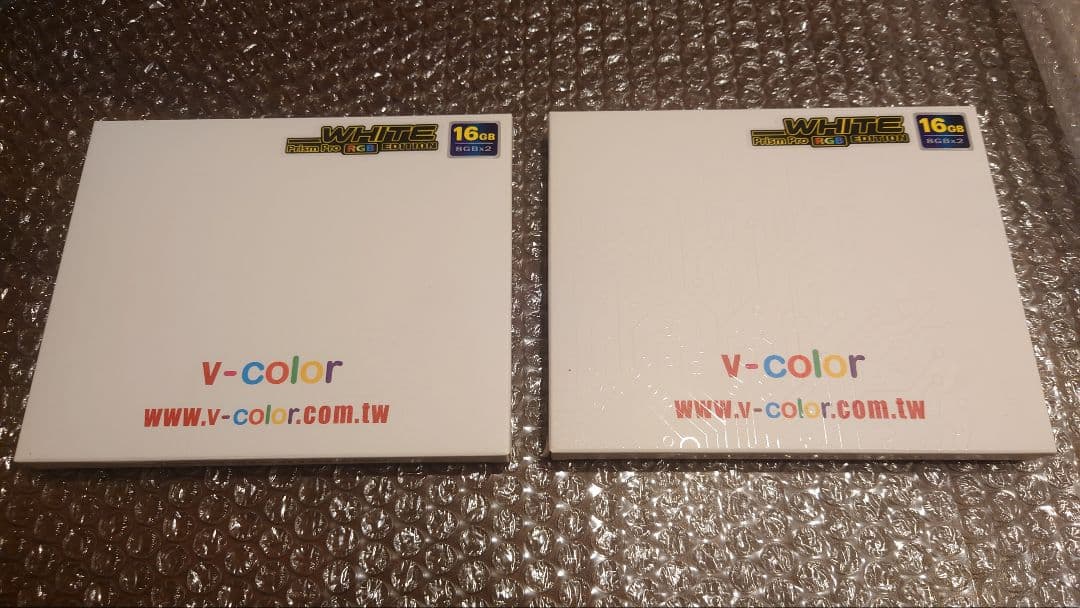 WHITE
Prism Pro RGB EDITION
16GB
8GBx2
v-color
www.v-color.com.tw
WHITE
Prism Pro RGB EDITION
16GB
8GBx2
v-color
www.v-color.com.tw